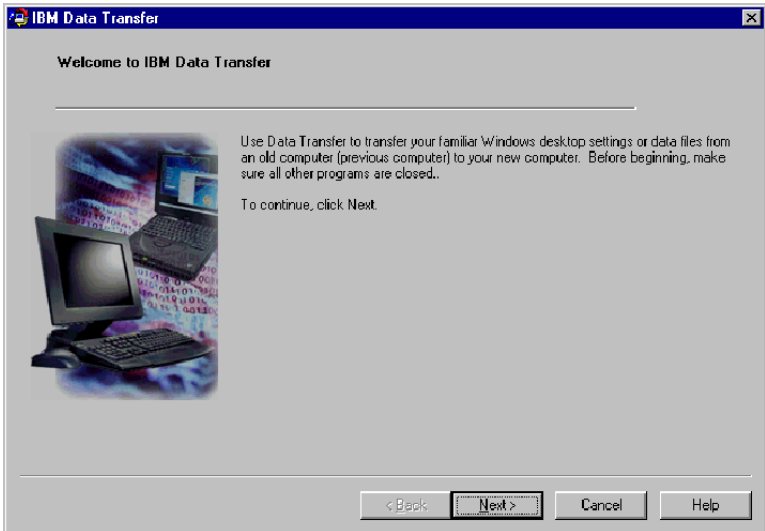 IBM Data Transfer
Welcome to IBM Data Transfer
Use Data Transfer to transfer your familiar Windows desktop settings or data files from
an old computer (previous computer) to your new computer.  Before beginning, make
sure all other programs are closed..
To continue, click Next.
< Back
Next >
Cancel
Help